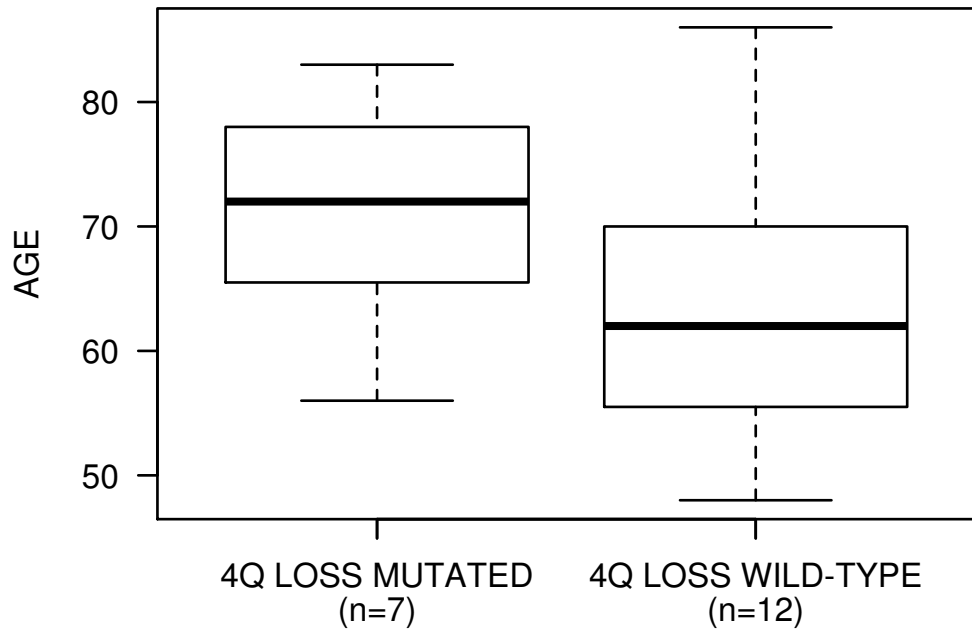 AGE
80
70
60
50
4Q LOSS MUTATED
(n=7)
4Q LOSS WILD-TYPE
(n=12)